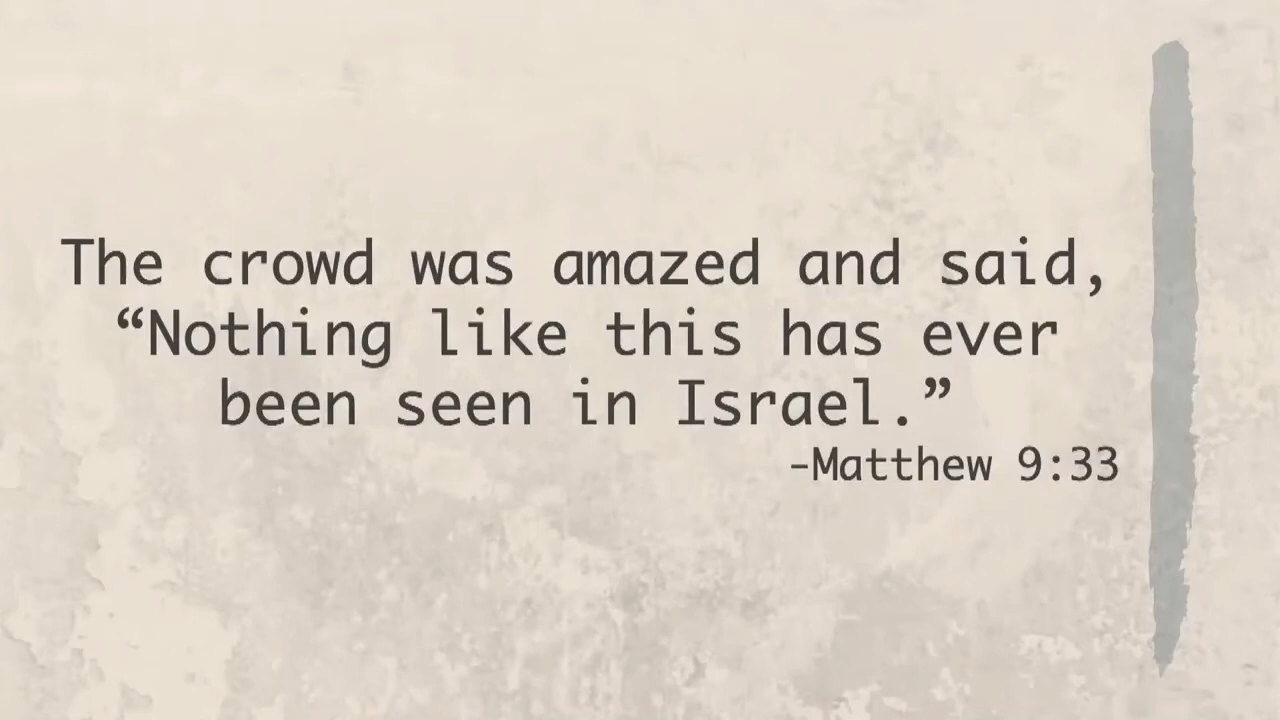 The crowd was amazed and said,
“Nothing like this has ever
been seen in Israel.”
-Matthew 9:33